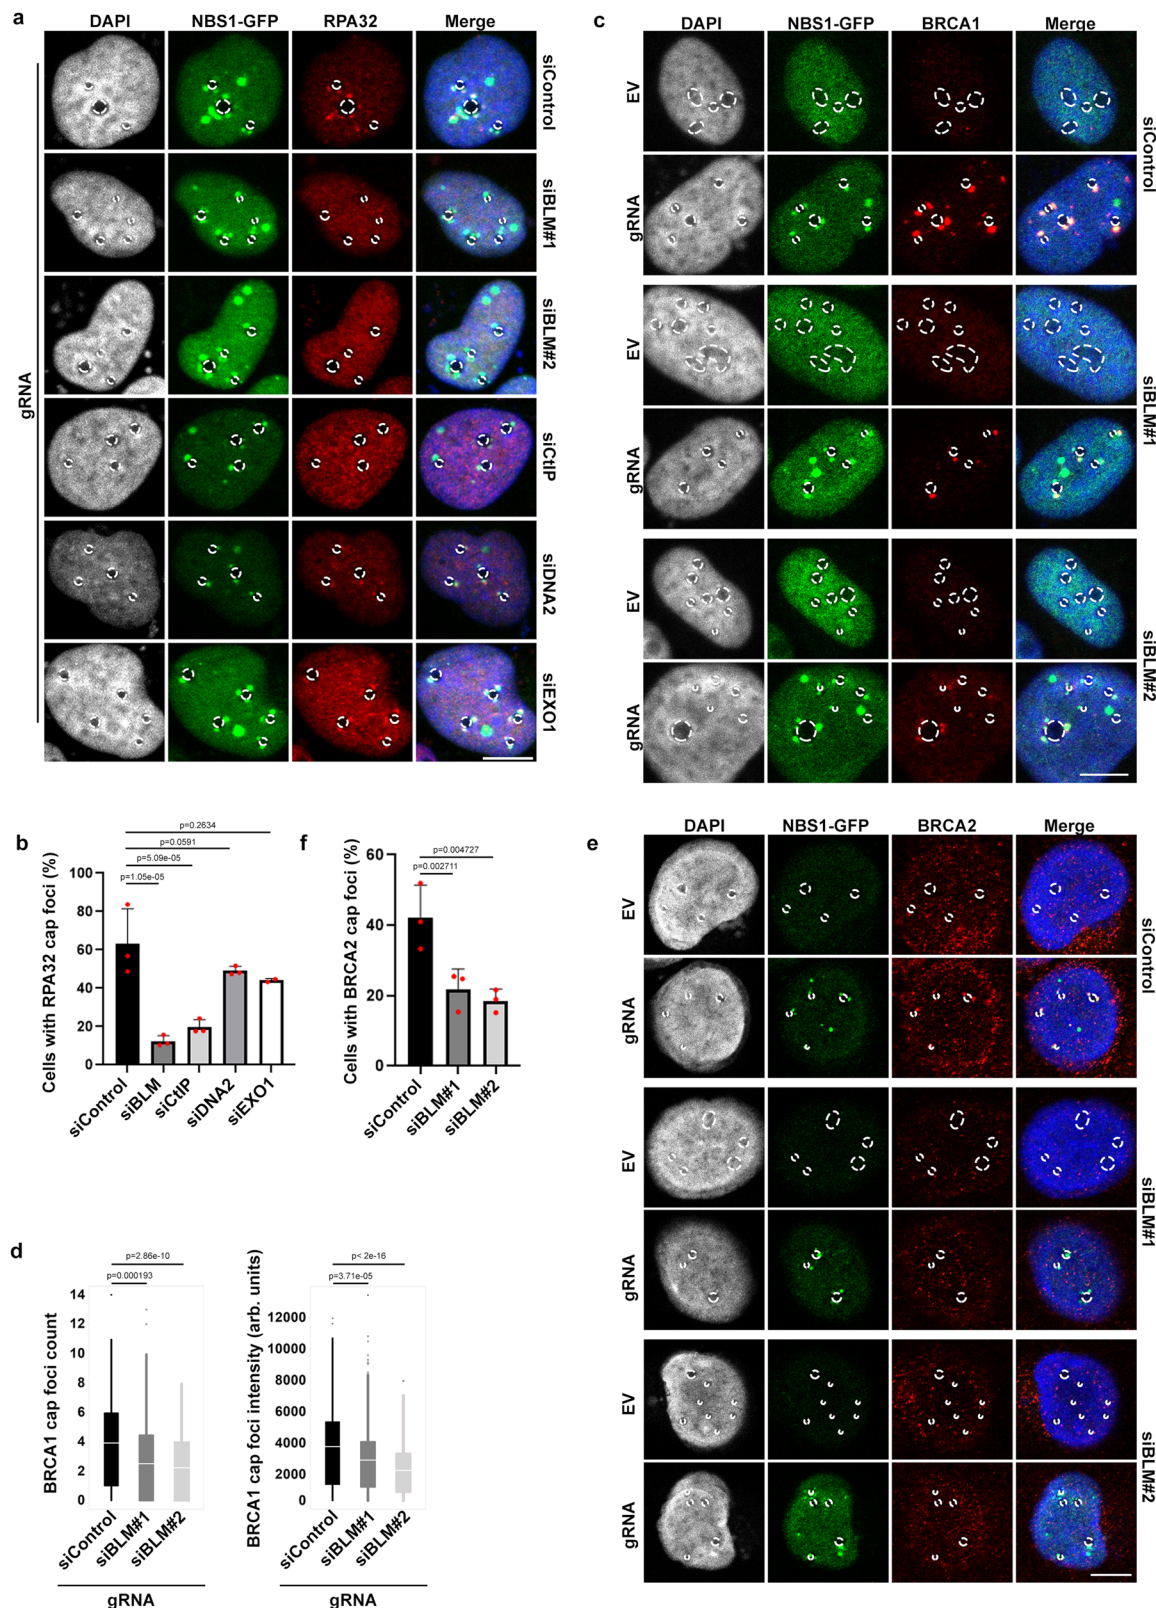 a
DAPI NBS1-GFP RPA32 Merge
gRNA
siControl
siBLM#1
siBLM#2
siCtIP
siDNA2
siEXO1
c
DAPI NBS1-GFP BRCA1 Merge
EV
gRNA
siControl
EV
gRNA
siBLM#1
EV
gRNA
siBLM#2
b
Cells with RPA32 cap foci (%)
p=0.2634
p=0.0591
p=5.09e-05
p=1.05e-05
100
80
60
40
20
0
siControl siBLM siCtIP siDNA2 siEXO1
f
Cells with BRCA2 cap foci (%)
p=0.004727
p=0.002711
60
40
20
0
siControl siBLM#1 siBLM#2
d
BRCA1 cap foci count
p=2.86e-10
p=0.000193
14
12
10
8
6
4
2
0
siControl siBLM#1 siBLM#2
gRNA
BRCA1 cap foci intensity (arb. units)
p< 2e-16
p=3.71e-05
12000
10000
8000
6000
4000
2000
0
siControl siBLM#1 siBLM#2
gRNA
e
DAPI NBS1-GFP BRCA2 Merge
EV
gRNA
siControl
EV
gRNA
siBLM#1
EV
gRNA
siBLM#2